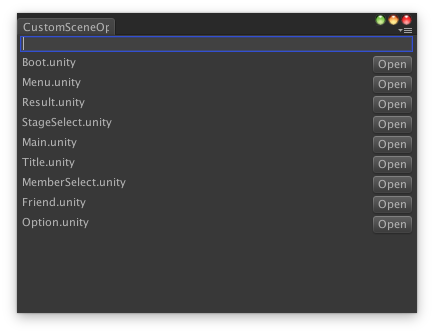 CustomSceneOp
Boot.unity Open
Menu.unity Open
Result.unity Open
StageSelect.unity Open
Main.unity Open
Title.unity Open
MemberSelect.unity Open
Friend.unity Open
Option.unity Open